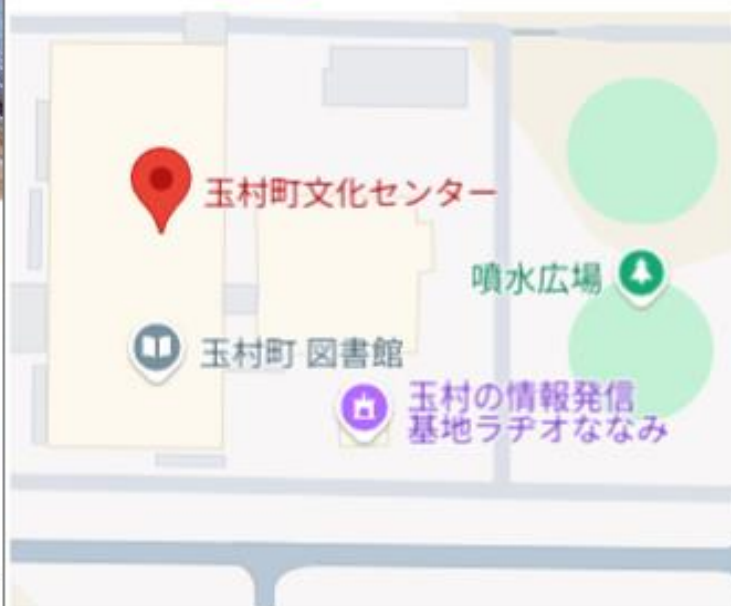 玉村町文化センター
噴水広場
玉村町 図書館
玉村の情報発信
基地ラヂオななみ